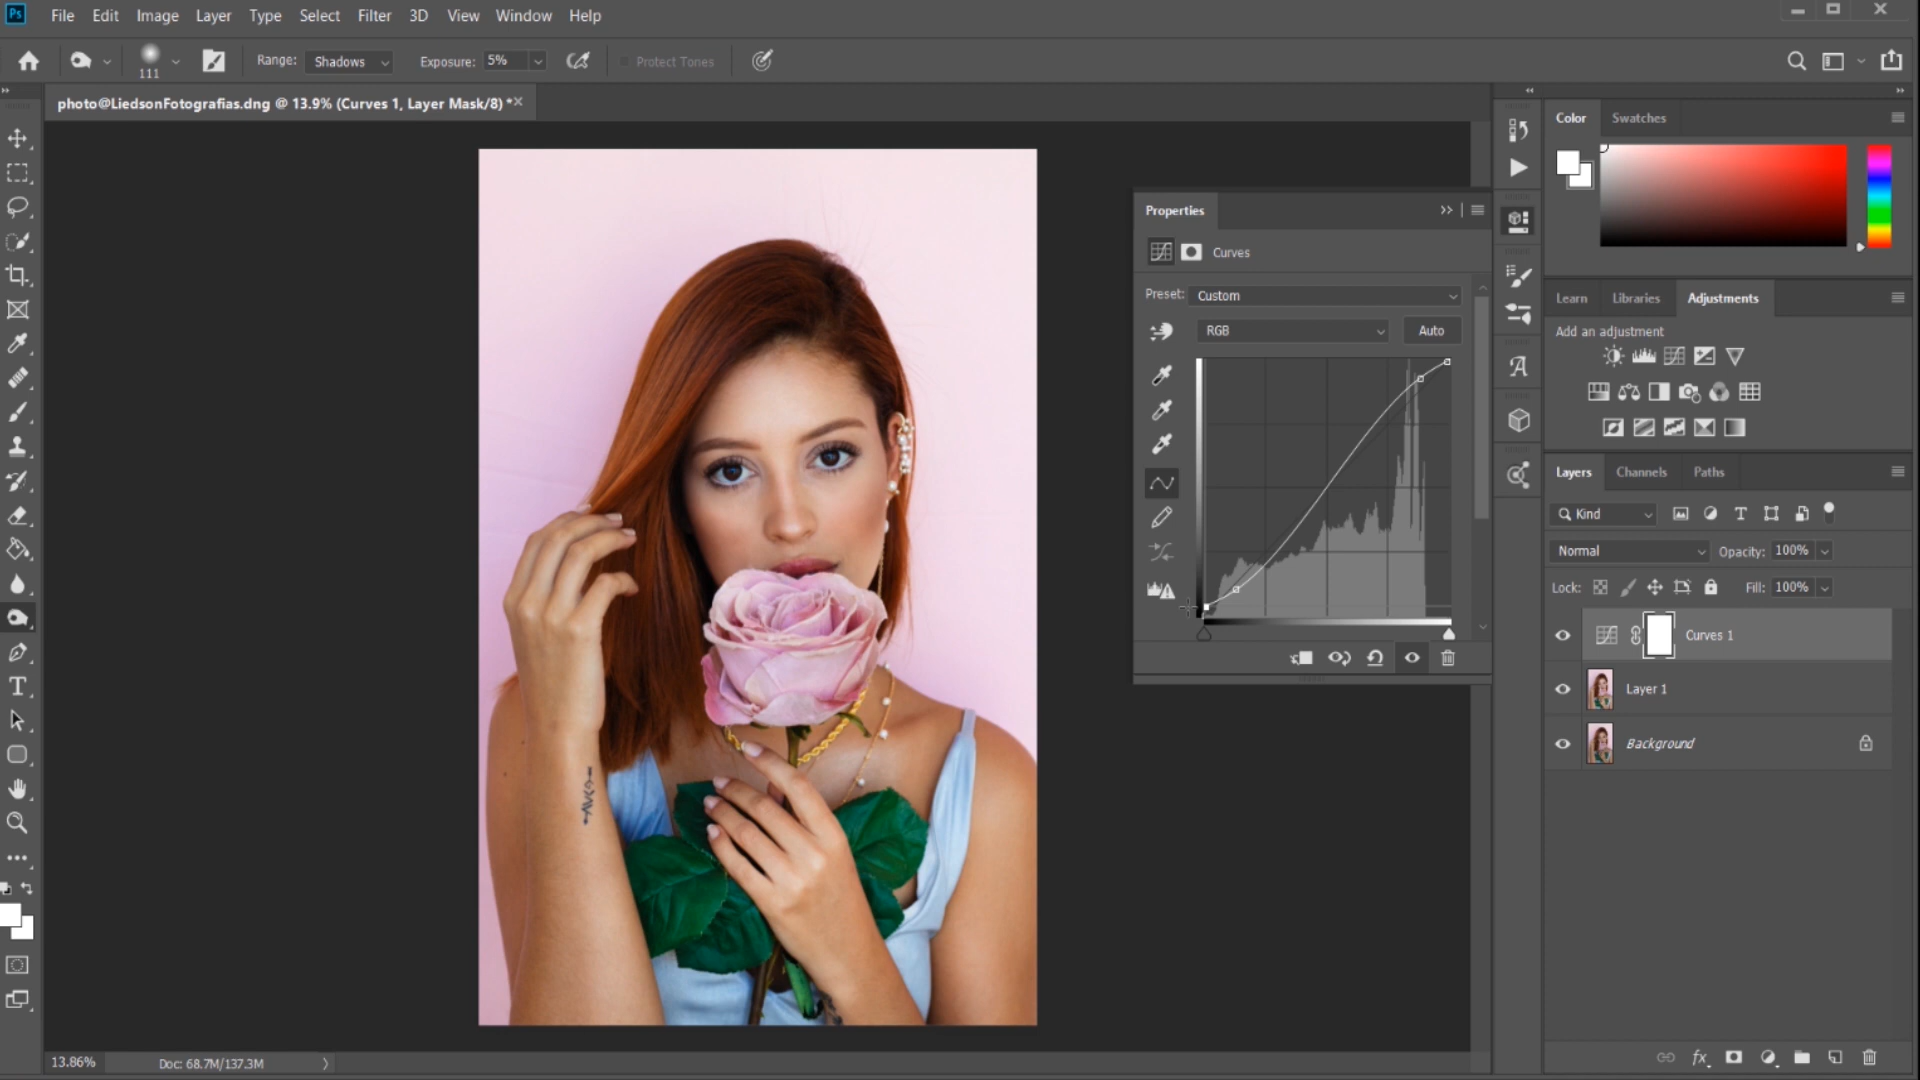 Ps File Edit Image Layer Type Select Filter 3D View Window Help
111 Range: Shadows Exposure: 5% Protect Tones
photo@LiedsonFotografias.dng @ 13.9% (Curves 1, Layer Mask/8) *
Properties
Curves
Preset: Custom
RGB Auto
Color Swatches
Learn Libraries Adjustments
Add an adjustment
Layers Channels Paths
Kind
Normal Opacity: 100%
Lock: Fill: 100%
Curves 1
Layer 1
Background
13.86% Doc: 68.7M/137.3M